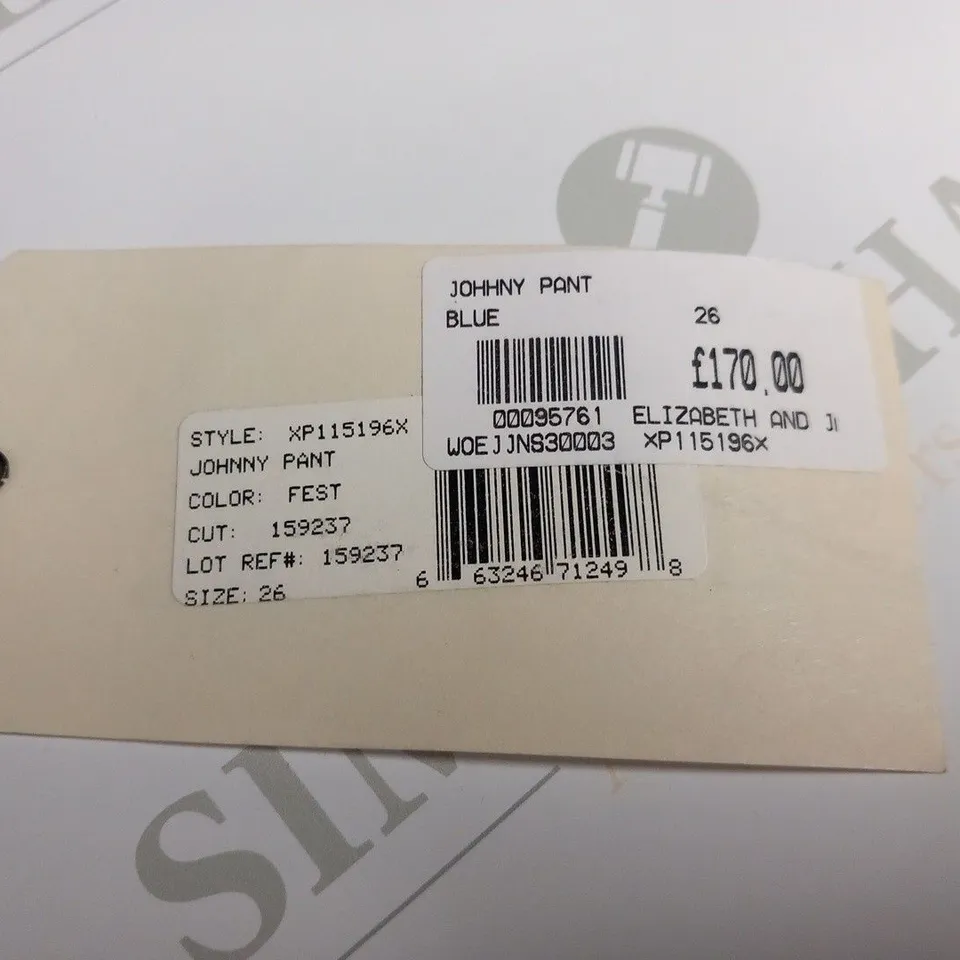 JOHHNY PANT
BLUE 26
£170.00
00095761 ELIZABETH AND
WOEJJNS30003 XP115196X
STYLE: XP115196X
JOHNNY PANT
COLOR: FEST
CUT: 159237
LOT REF#: 159237
SIZE: 26
6 63246 71249 8